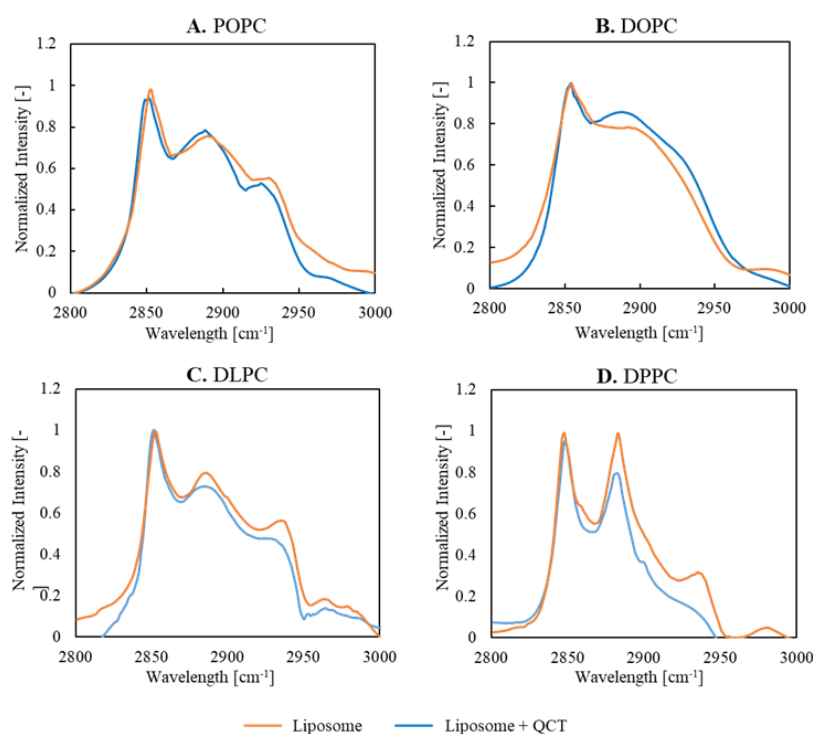 A. POPC
Normalized Intensity [-]
1.2
1
0.8
0.6
0.4
0.2
0
2800 2850 2900 2950 3000
Wavelength [cm-1]
B. DOPC
Normalized Intensity [-]
1.2
1
0.8
0.6
0.4
0.2
0
2800 2850 2900 2950 3000
Wavelength [cm-1]
C. DLPC
Normalized Intensity [-
]
1.2
1
0.8
0.6
0.4
0.2
0
2800 2850 2900 2950 3000
Wavelength [cm-1]
D. DPPC
Normalized Intensity [-]
1.2
1
0.8
0.6
0.4
0.2
0
2800 2850 2900 2950 3000
Wavelength [cm-1]
Liposome Liposome + QCT